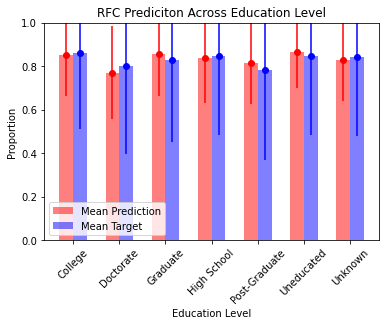 RFC Prediciton Across Education Level
1.0
0.8
0.6
0.4
0.2
0.0
Proportion
Mean Prediction
Mean Target
College
Doctorate
Graduate
High School
Post-Graduate
Uneducated
Unknown
Education Level